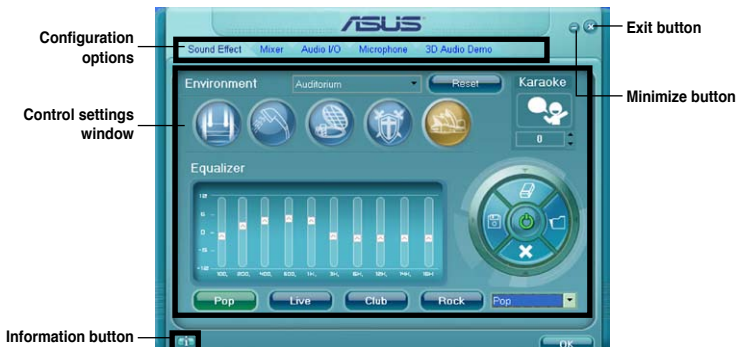 ASUS
Exit button
Configuration options
Sound Effect Mixer Audio I/O Microphone 3D Audio Demo
Minimize button
Environment Auditorium Reset Karaoke
Control settings window
0
Equalizer
Pop Live Club Rock Pop
Information button
OK